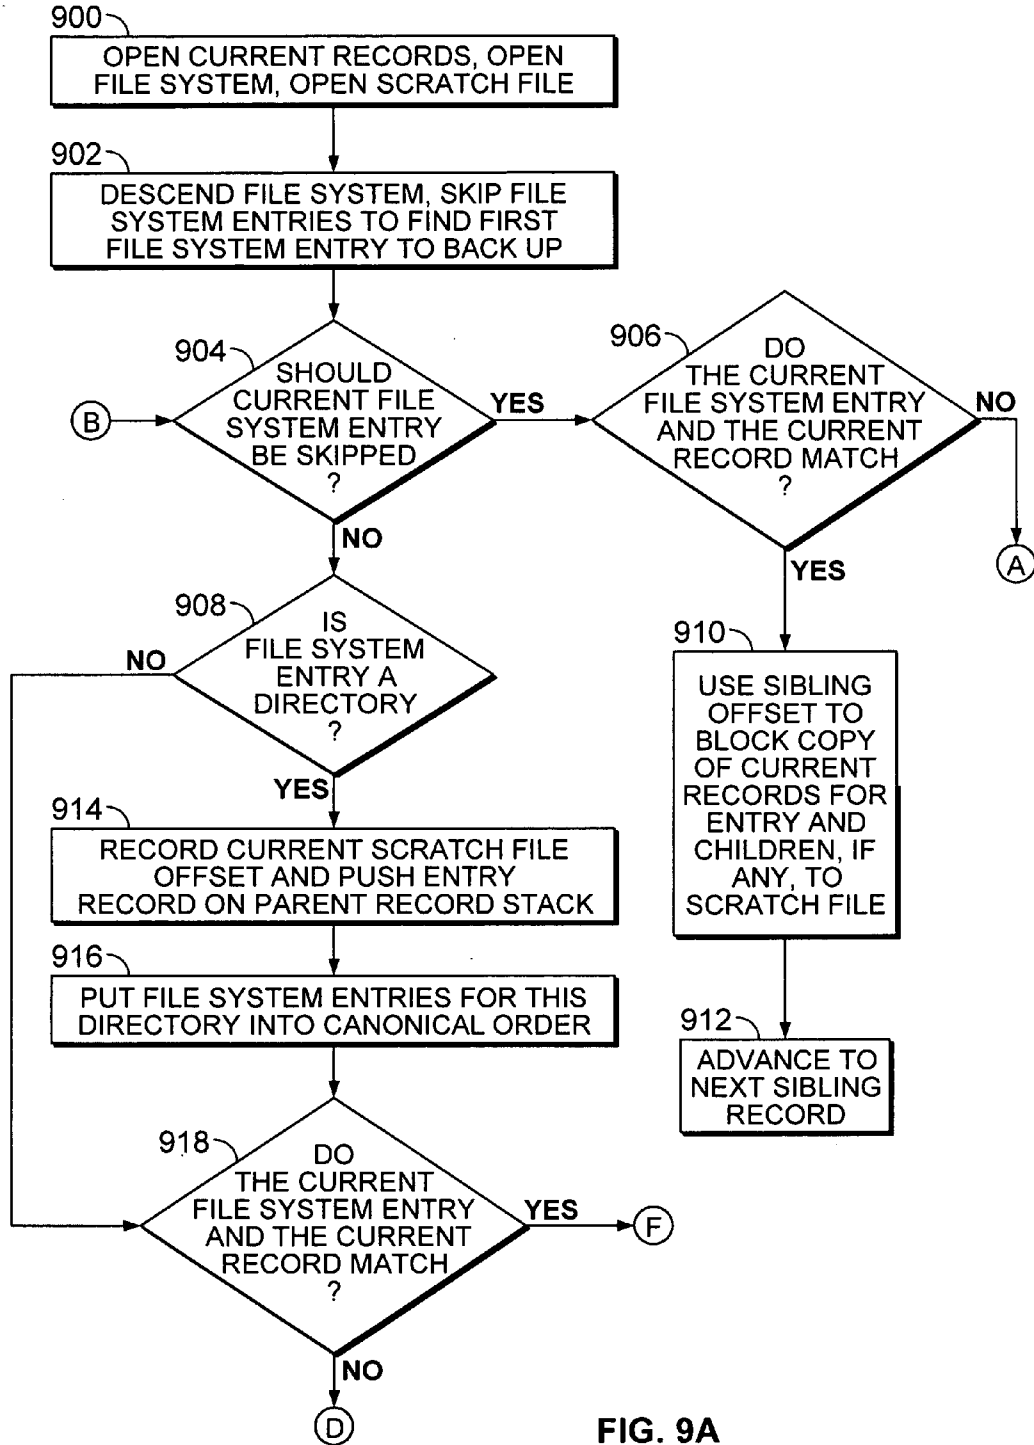 900
OPEN CURRENT RECORDS, OPEN
FILE SYSTEM, OPEN SCRATCH FILE
902
DESCEND FILE SYSTEM, SKIP FILE
SYSTEM ENTRIES TO FIND FIRST
FILE SYSTEM ENTRY TO BACK UP
904
SHOULD
CURRENT FILE
SYSTEM ENTRY
BE SKIPPED
?
B
YES
NO
906
DO
THE CURRENT
FILE SYSTEM ENTRY
AND THE CURRENT
RECORD MATCH
?
NO
A
YES
908
IS
FILE SYSTEM
ENTRY A
DIRECTORY
?
NO
YES
910
USE SIBLING
OFFSET TO
BLOCK COPY
OF CURRENT
RECORDS FOR
ENTRY AND
CHILDREN, IF
ANY, TO
SCRATCH FILE
914
RECORD CURRENT SCRATCH FILE
OFFSET AND PUSH ENTRY
RECORD ON PARENT RECORD STACK
916
PUT FILE SYSTEM ENTRIES FOR THIS
DIRECTORY INTO CANONICAL ORDER
912
ADVANCE TO
NEXT SIBLING
RECORD
918
DO
THE CURRENT
FILE SYSTEM ENTRY
AND THE CURRENT
RECORD MATCH
?
YES
F
NO
D
FIG. 9A